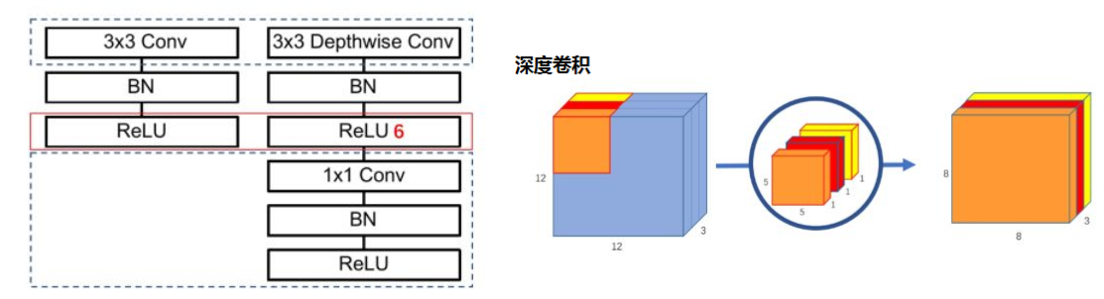 3x3 Conv
BN
ReLU
3x3 Depthwise Conv
BN
ReLU 6
1x1 Conv
BN
ReLU
深度卷积
12
12
3
5
5
1
1
1
8
8
3